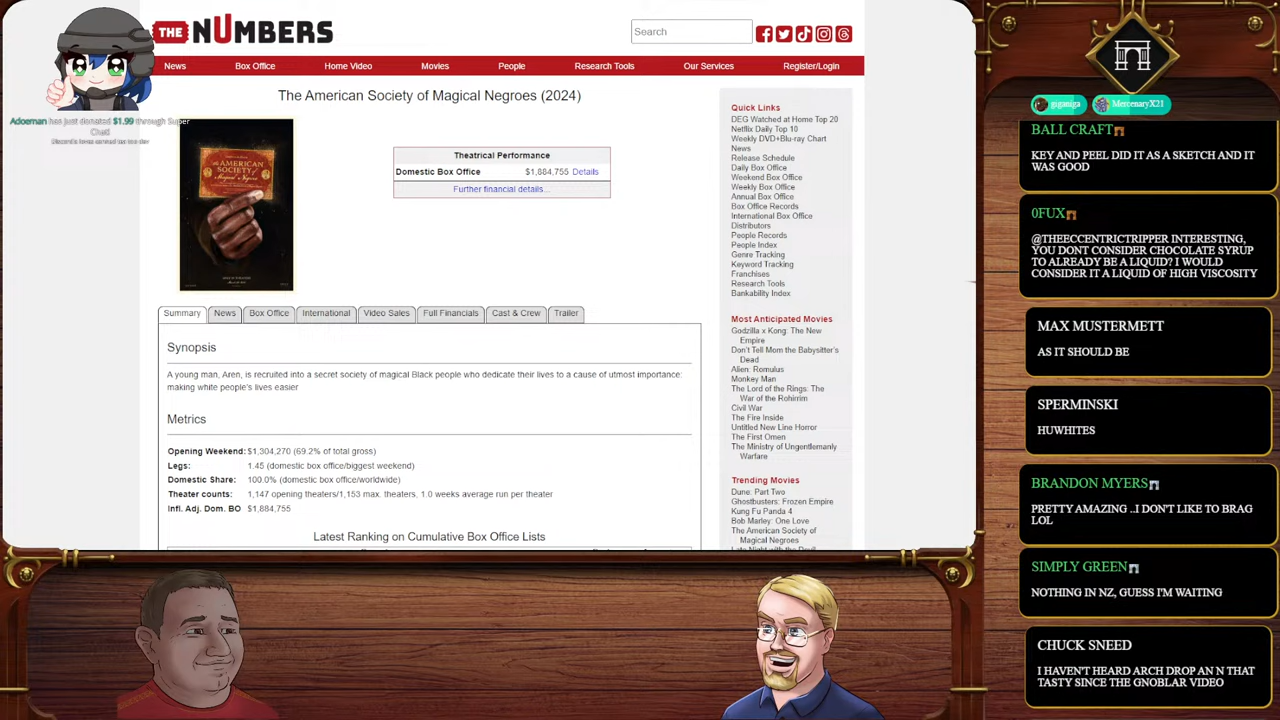 THE NUMBERS
Search
News Box Office Home Video Movies People Research Tools Our Services Register/Login
The American Society of Magical Negroes (2024)
Adoeman has just donated $1.99 through Super
Chat!
THE AMERICAN
SOCIETY
of
Magical Negroes
Theatrical Performance
Domestic Box Office $1,884,755 Details
Further financial details...
Summary News Box Office International Video Sales Full Financials Cast & Crew Trailer
Synopsis
A young man, Aren, is recruited into a secret society of magical Black people who dedicate their lives to a cause of utmost importance:
making white people's lives easier
Metrics
Opening Weekend: $1,304,270 (69.2% of total gross)
Legs: 1.45 (domestic box office/biggest weekend)
Domestic Share: 100.0% (domestic box office/worldwide)
Theater counts: 1,147 opening theaters/1,153 max. theaters, 1.0 weeks average run per theater
Infl. Adj. Dom. BO $1,884,755
Latest Ranking on Cumulative Box Office Lists
Quick Links
DEG Watched at Home Top 20
Netflix Daily Top 10
Weekly DVD+Blu-ray Chart
News
Release Schedule
Daily Box Office
Weekend Box Office
Weekly Box Office
Annual Box Office
Box Office Records
International Box Office
Distributors
People Records
People Index
Genre Tracking
Keyword Tracking
Franchises
Research Tools
Bankability Index
Most Anticipated Movies
Godzilla x Kong: The New
Empire
Don't Tell Mom the Babysitter's
Dead
Alien: Romulus
Monkey Man
The Lord of the Rings: The
War of the Rohirrim
Civil War
The Fire Inside
Untitled New Line Horror
The First Omen
The Ministry of Ungentlemanly
Warfare
Trending Movies
Dune: Part Two
Ghostbusters: Frozen Empire
Kung Fu Panda 4
Bob Marley: One Love
The American Society of
Magical Negroes
Late Night with the Devil
giganiga MercenaryX21
BALL CRAFT
KEY AND PEEL DID IT AS A SKETCH AND IT
WAS GOOD
0FUX
@THEECCENTRICTRIPPER INTERESTING,
YOU DONT CONSIDER CHOCOLATE SYRUP
TO ALREADY BE A LIQUID? I WOULD
CONSIDER IT A LIQUID OF HIGH VISCOSITY
MAX MUSTERMETT
AS IT SHOULD BE
SPERMINSKI
HUWHITES
BRANDON MYERS
PRETTY AMAZING ..I DON'T LIKE TO BRAG
LOL
SIMPLY GREEN
NOTHING IN NZ, GUESS I'M WAITING
CHUCK SNEED
I HAVEN'T HEARD ARCH DROP AN N THAT
TASTY SINCE THE GNOBLAR VIDEO